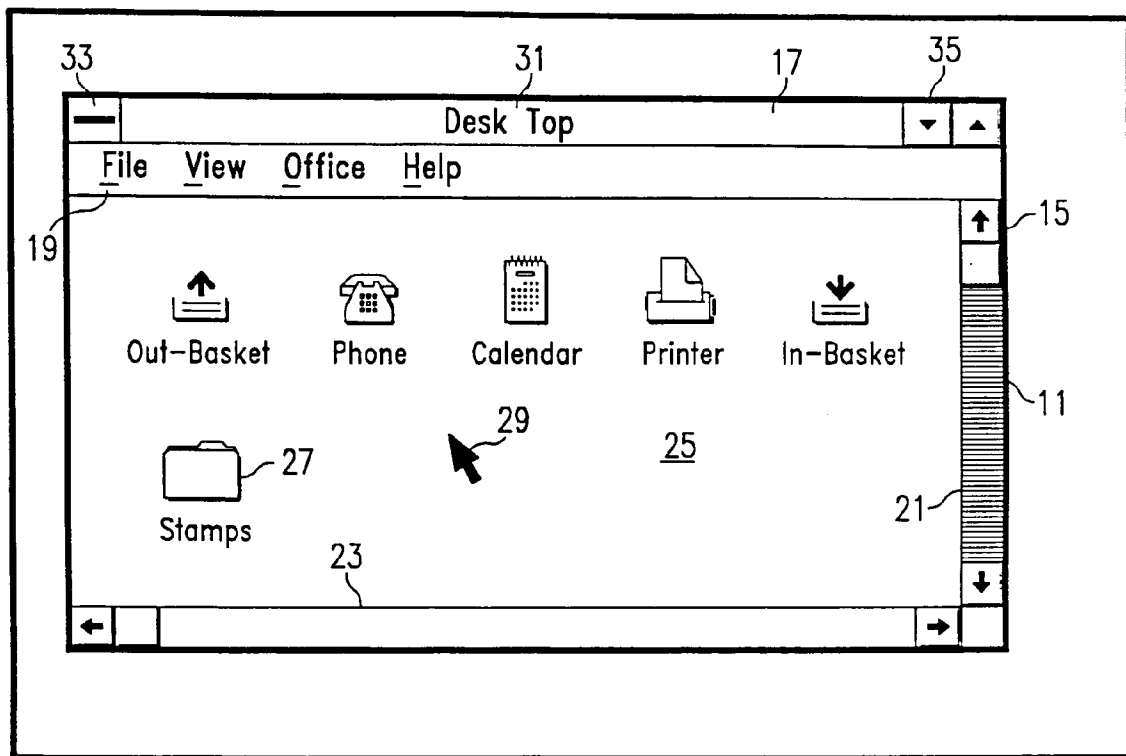 33 31 17 35
Desk Top
File View Office Help
19 15
Out-Basket Phone Calendar Printer In-Basket
11
29 25
27 21
Stamps
23